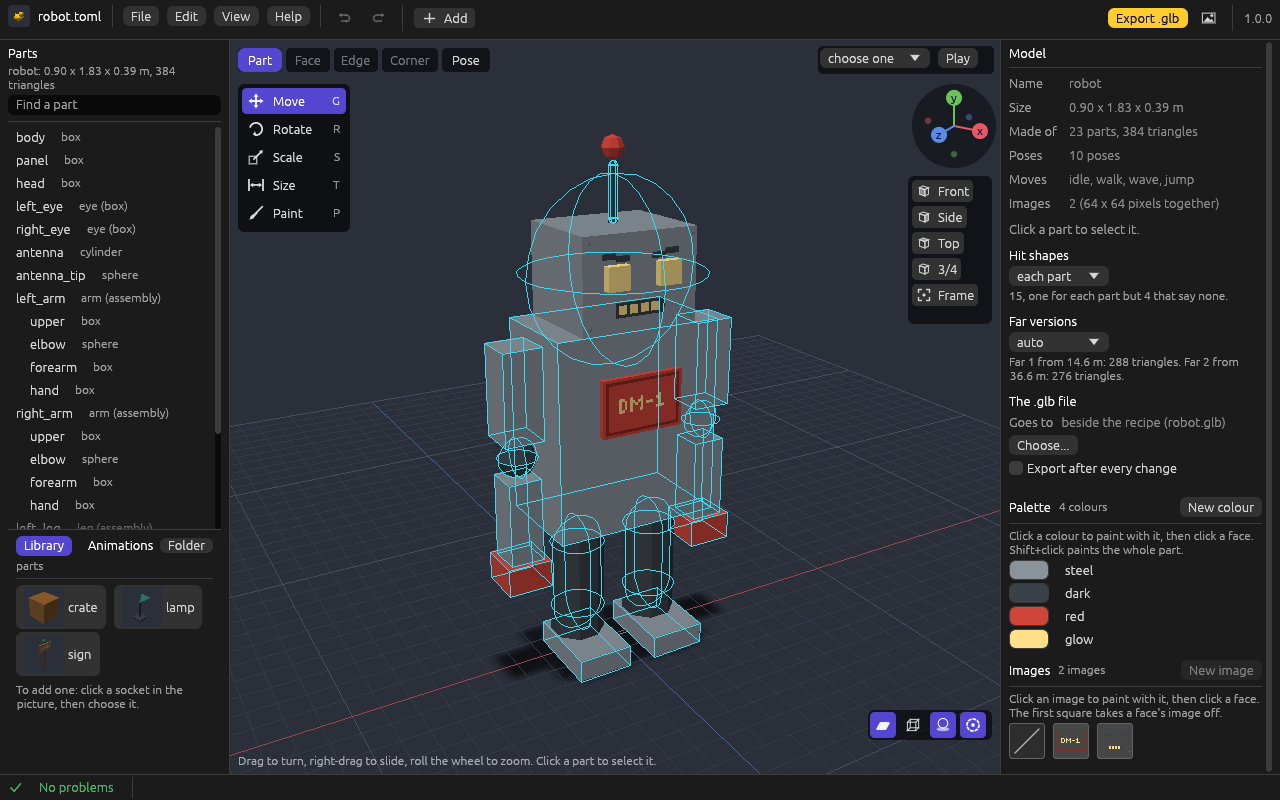 robot.toml File Edit View Help + Add Export .glb 1.0.0
Parts
robot: 0.90 x 1.83 x 0.39 m, 384
triangles
Find a part
body box
panel box
head box
left_eye eye (box)
right_eye eye (box)
antenna cylinder
antenna_tip sphere
left_arm arm (assembly)
upper box
elbow sphere
forearm box
hand box
right_arm arm (assembly)
upper box
elbow sphere
forearm box
hand box
left_leg leg (assembly)
Library Animations Folder
parts
crate lamp
sign
To add one: click a socket in the
picture, then choose it.
Part Face Edge Corner Pose
Move G
Rotate R
Scale S
Size T
Paint P
choose one Play
y
x
z
Front
Side
Top
3/4
Frame
DM-1
Drag to turn, right-drag to slide, roll the wheel to zoom. Click a part to select it.
Model
Name robot
Size 0.90 x 1.83 x 0.39 m
Made of 23 parts, 384 triangles
Poses 10 poses
Moves idle, walk, wave, jump
Images 2 (64 x 64 pixels together)
Click a part to select it.
Hit shapes
each part
15, one for each part but 4 that say none.
Far versions
auto
Far 1 from 14.6 m: 288 triangles. Far 2 from
36.6 m: 276 triangles.
The .glb file
Goes to beside the recipe (robot.glb)
Choose...
Export after every change
Palette 4 colours New colour
Click a colour to paint with it, then click a face.
Shift+click paints the whole part.
steel
dark
red
glow
Images 2 images New image
Click an image to paint with it, then click a face.
The first square takes a face's image off.
DM-1
No problems